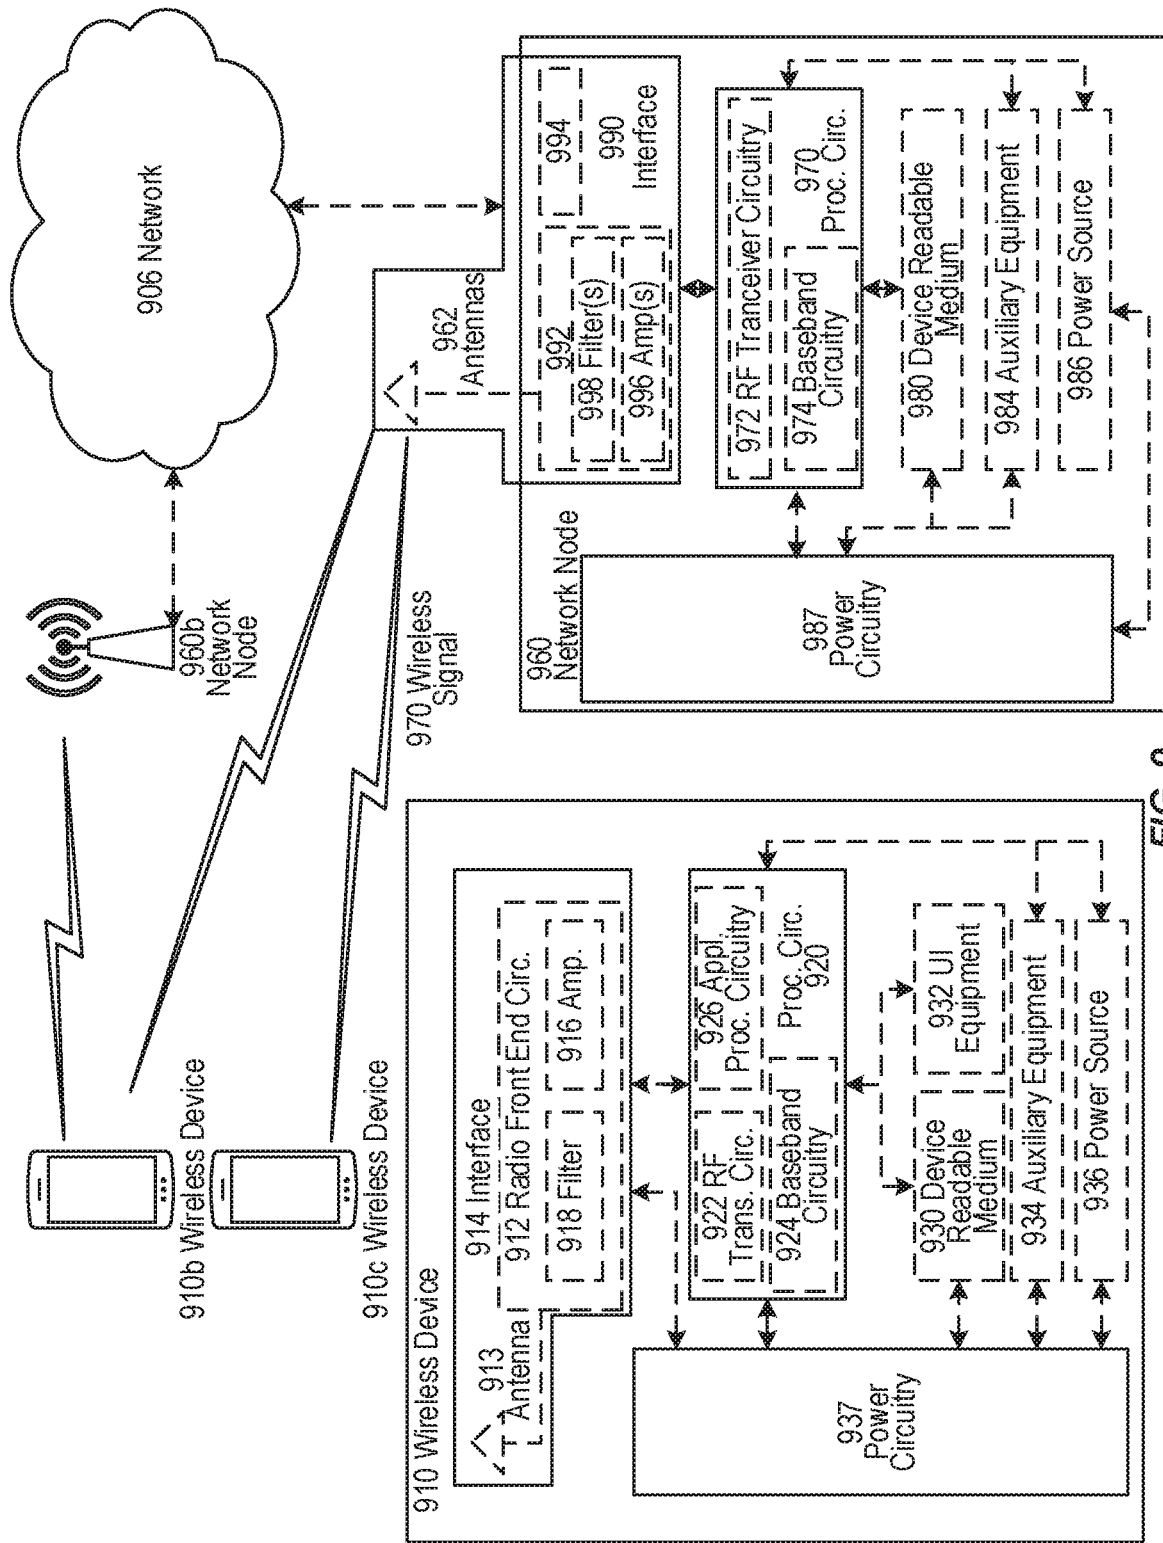 906 Network
960b
Network
Node
910b Wireless Device
910c Wireless Device
970 Wireless
Signal
962
Antennas
960
Network Node
992
998 Filter(s)
996 Amp(s)
994
990
Interface
972 RF Tranceiver Circuitry
974 Baseband
Circuitry
970
Proc. Circ.
980 Device Readable
Medium
984 Auxiliary Equipment
986 Power Source
987
Power
Circuitry
910 Wireless Device
913
Antenna
914 Interface
912 Radio Front End Circ.
918 Filter
916 Amp.
922 RF
Trans. Circ.
926 Appl.
Proc. Circuitry
924 Baseband
Circuitry
Proc. Circ.
920
930 Device
Readable
Medium
932 UI
Equipment
934 Auxiliary Equipment
936 Power Source
937
Power
Circuitry